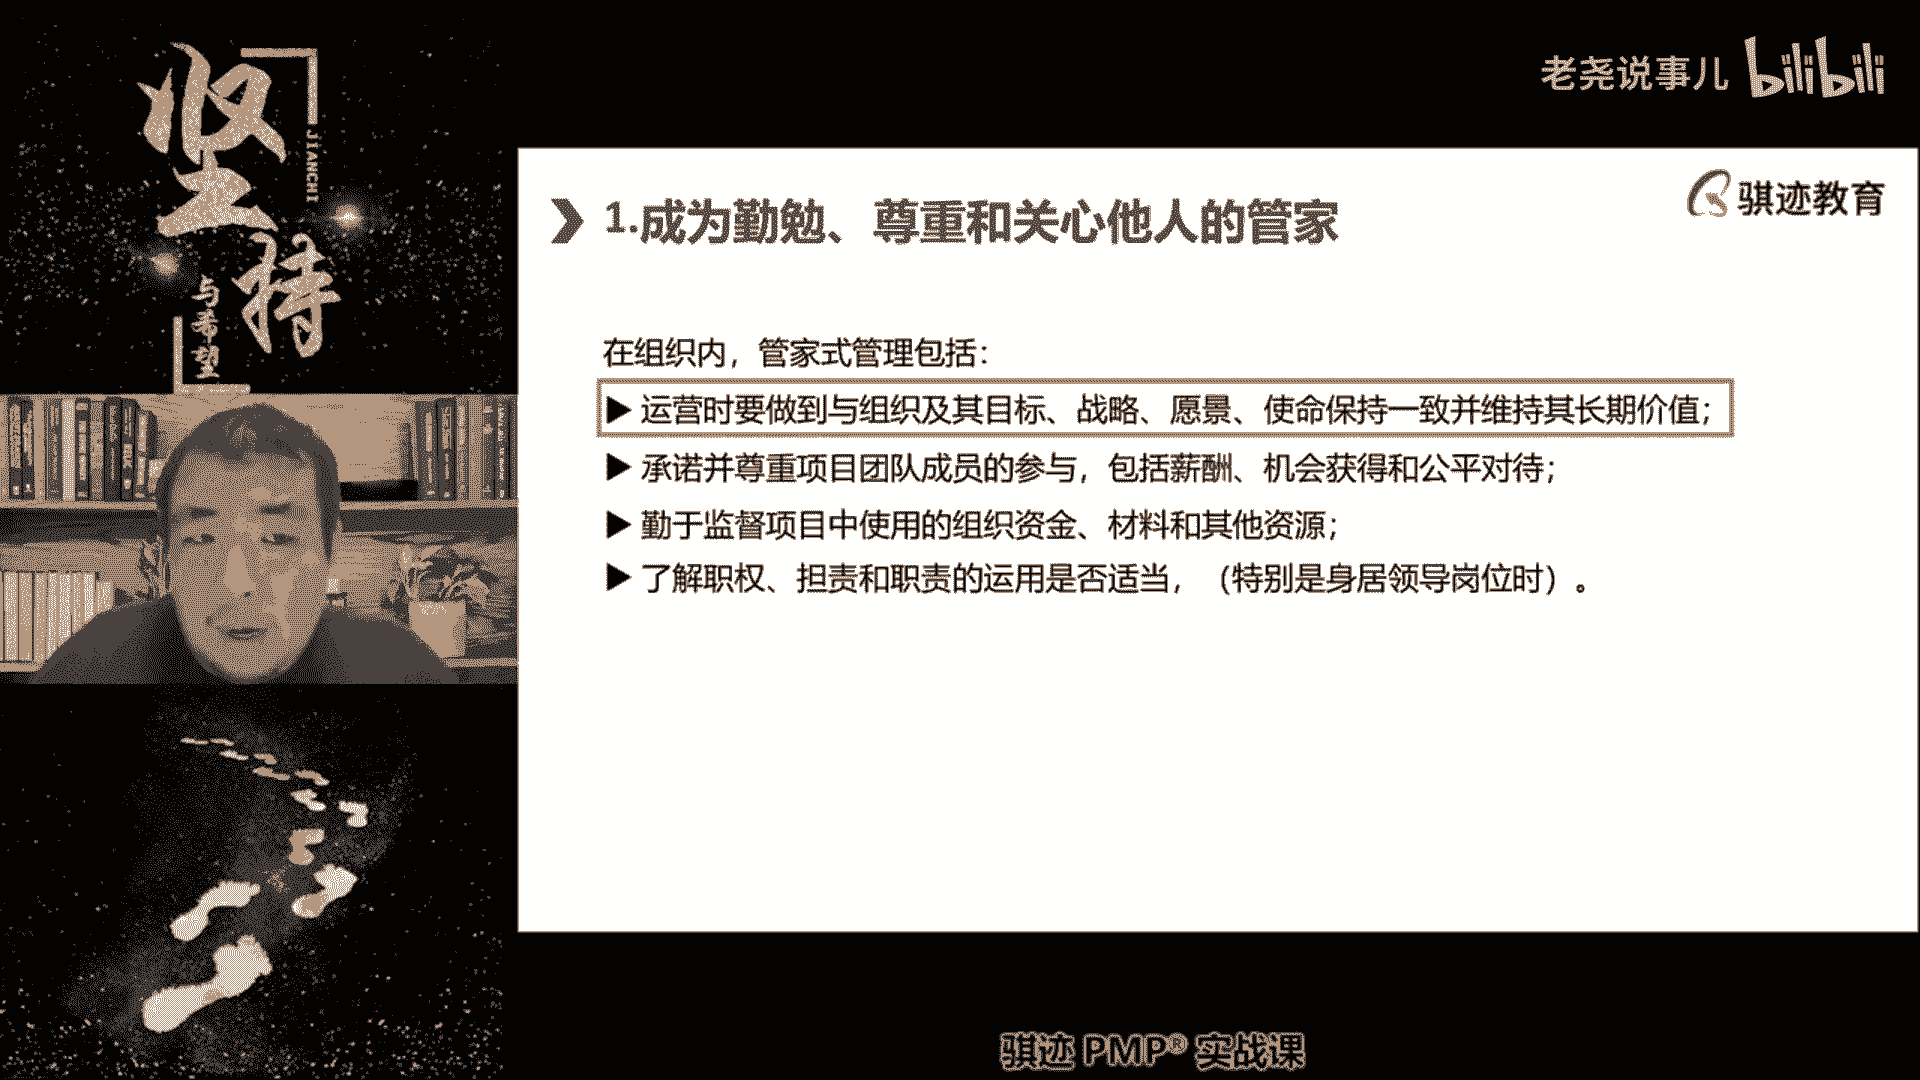 坚持
JIANCHI
与希望
老尧说事儿 bilibili
骐迹教育
1.成为勤勉、尊重和关心他人的管家
在组织内，管家式管理包括：
▶ 运营时要做到与组织及其目标、战略、愿景、使命保持一致并维持其长期价值；
▶ 承诺并尊重项目团队成员的参与，包括薪酬、机会获得和公平对待；
▶ 勤于监督项目中使用的组织资金、材料和其他资源；
▶ 了解职权、担责和职责的运用是否适当，（特别是身居领导岗位时）。
骐迹 PMP® 实战课